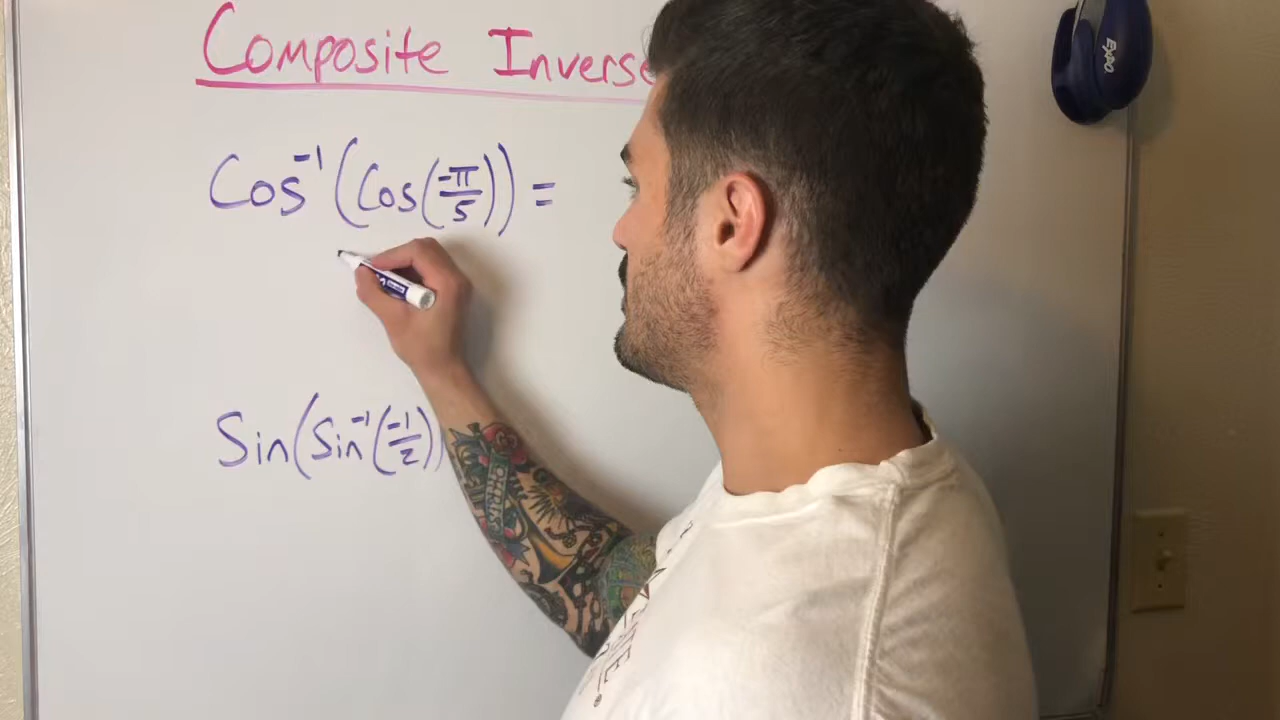 Composite Inverse
Cos⁻¹(Cos(-π/5)) =
Sin(Sin⁻¹(-1/2))
EXPO